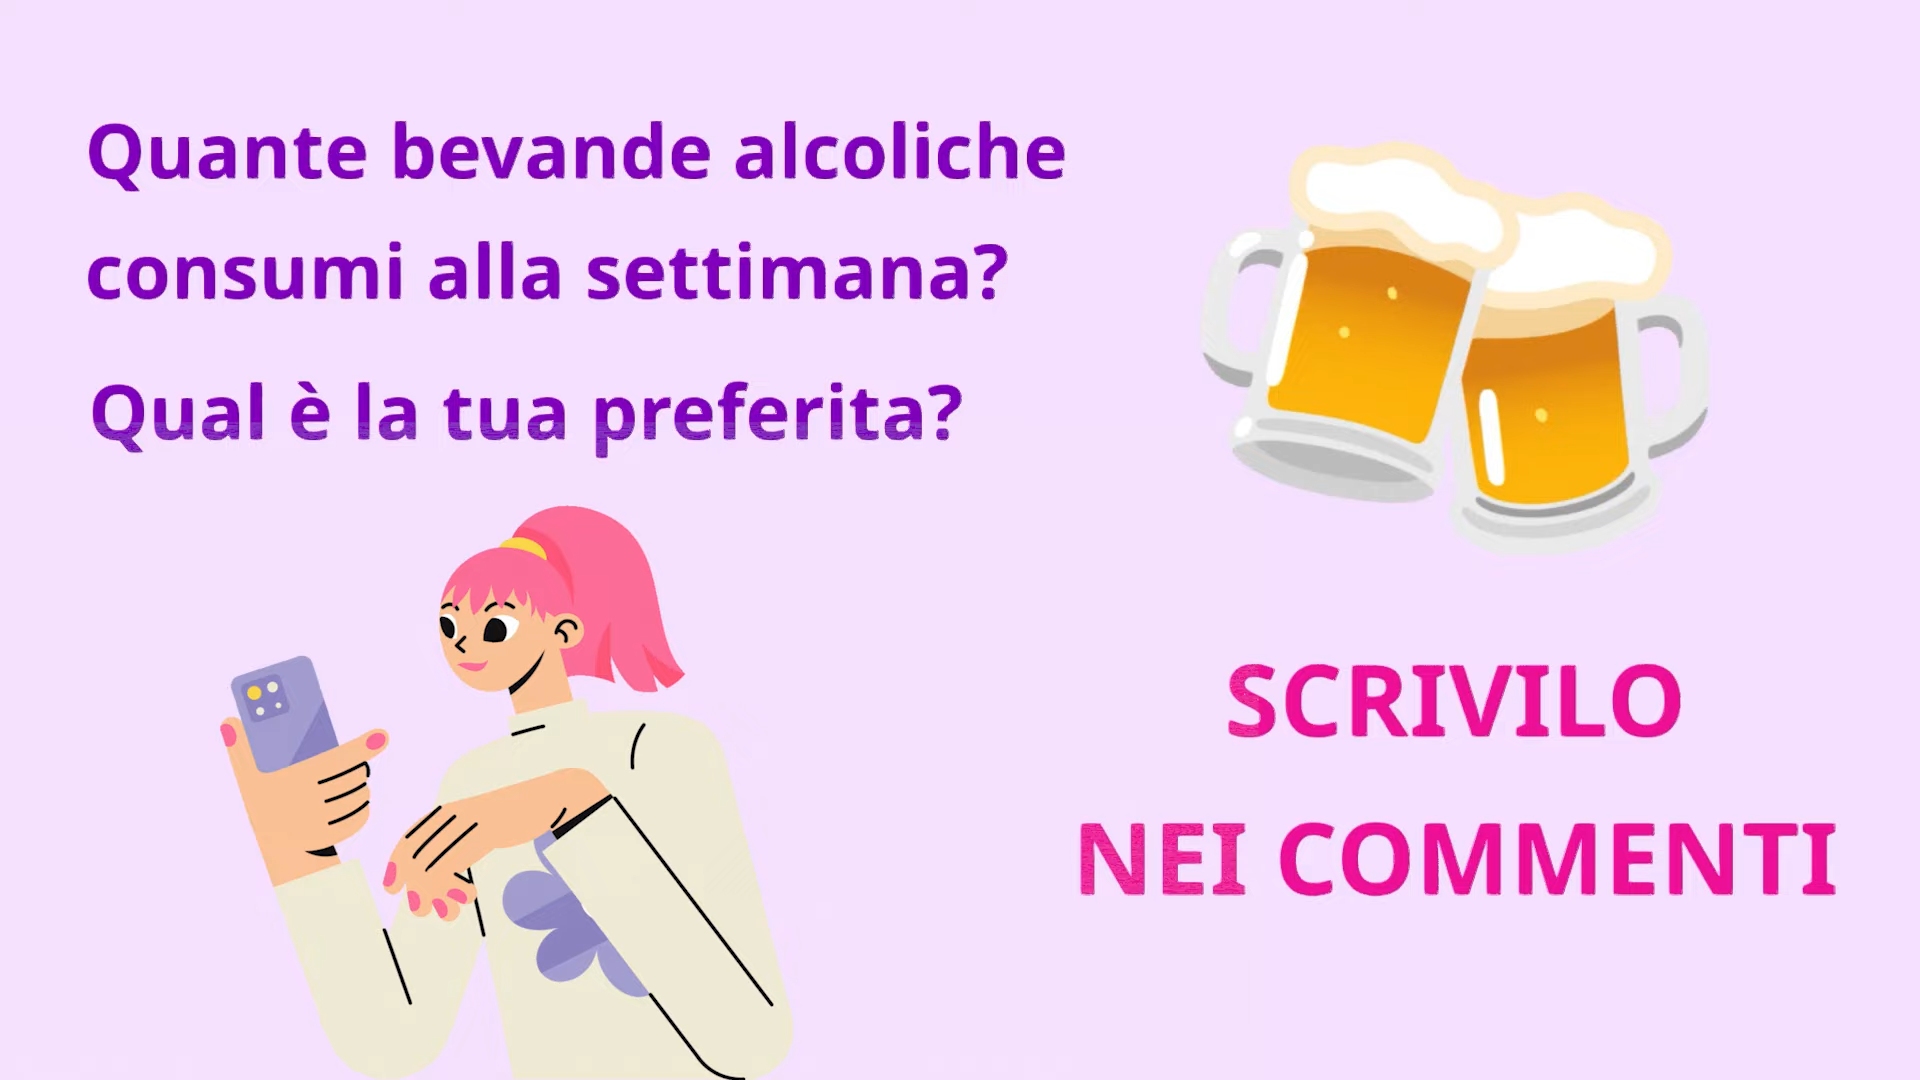 Quante bevande alcoliche
consumi alla settimana?
Qual è la tua preferita?
SCRIVILO
NEI COMMENTI